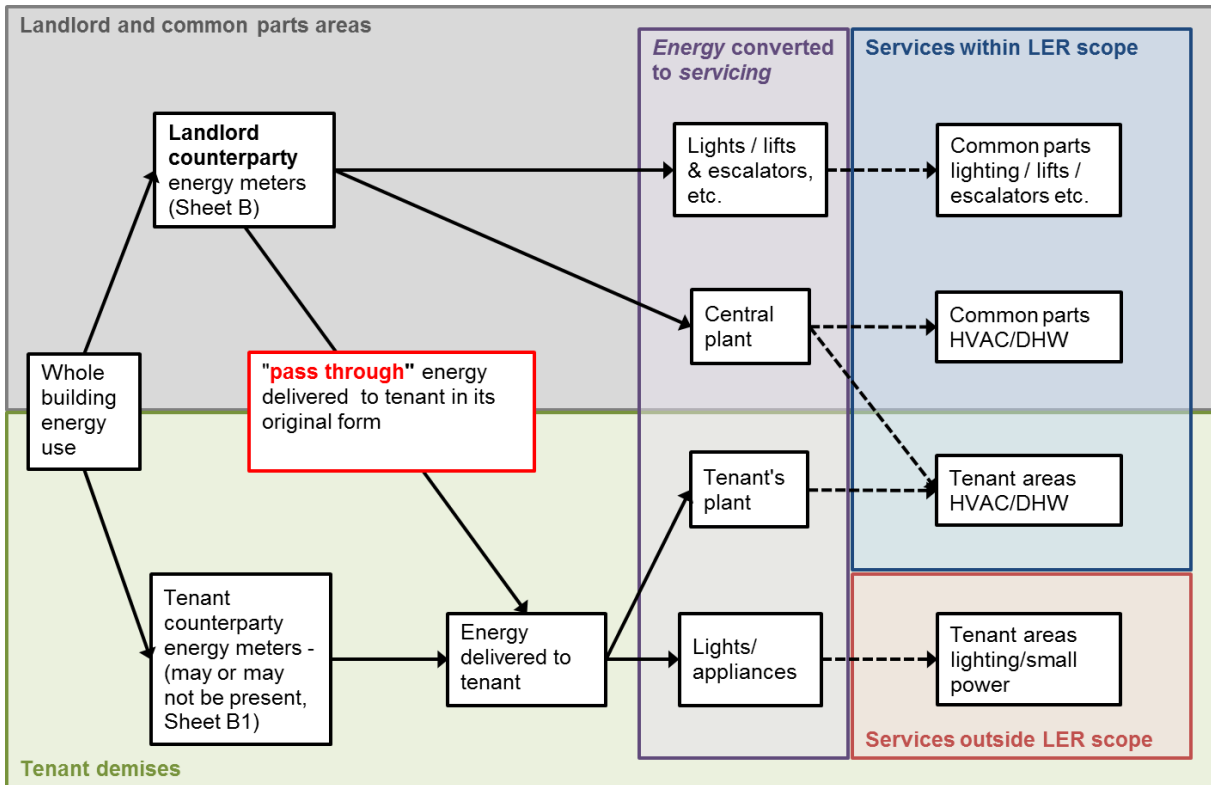 Landlord and common parts areas
Energy converted
to servicing
Services within LER scope
Landlord
counterparty
energy meters
(Sheet B)
Lights / lifts
& escalators,
etc.
Common parts
lighting / lifts /
escalators etc.
Central
plant
Common parts
HVAC/DHW
Whole
building
energy
use
"pass through" energy
delivered  to tenant in its
original form
Tenant's
plant
Tenant areas
HVAC/DHW
Tenant
counterparty
energy meters -
(may or may
not be present,
Sheet B1)
Energy
delivered to
tenant
Lights/
appliances
Tenant areas
lighting/small
power
Services outside LER scope
Tenant demises